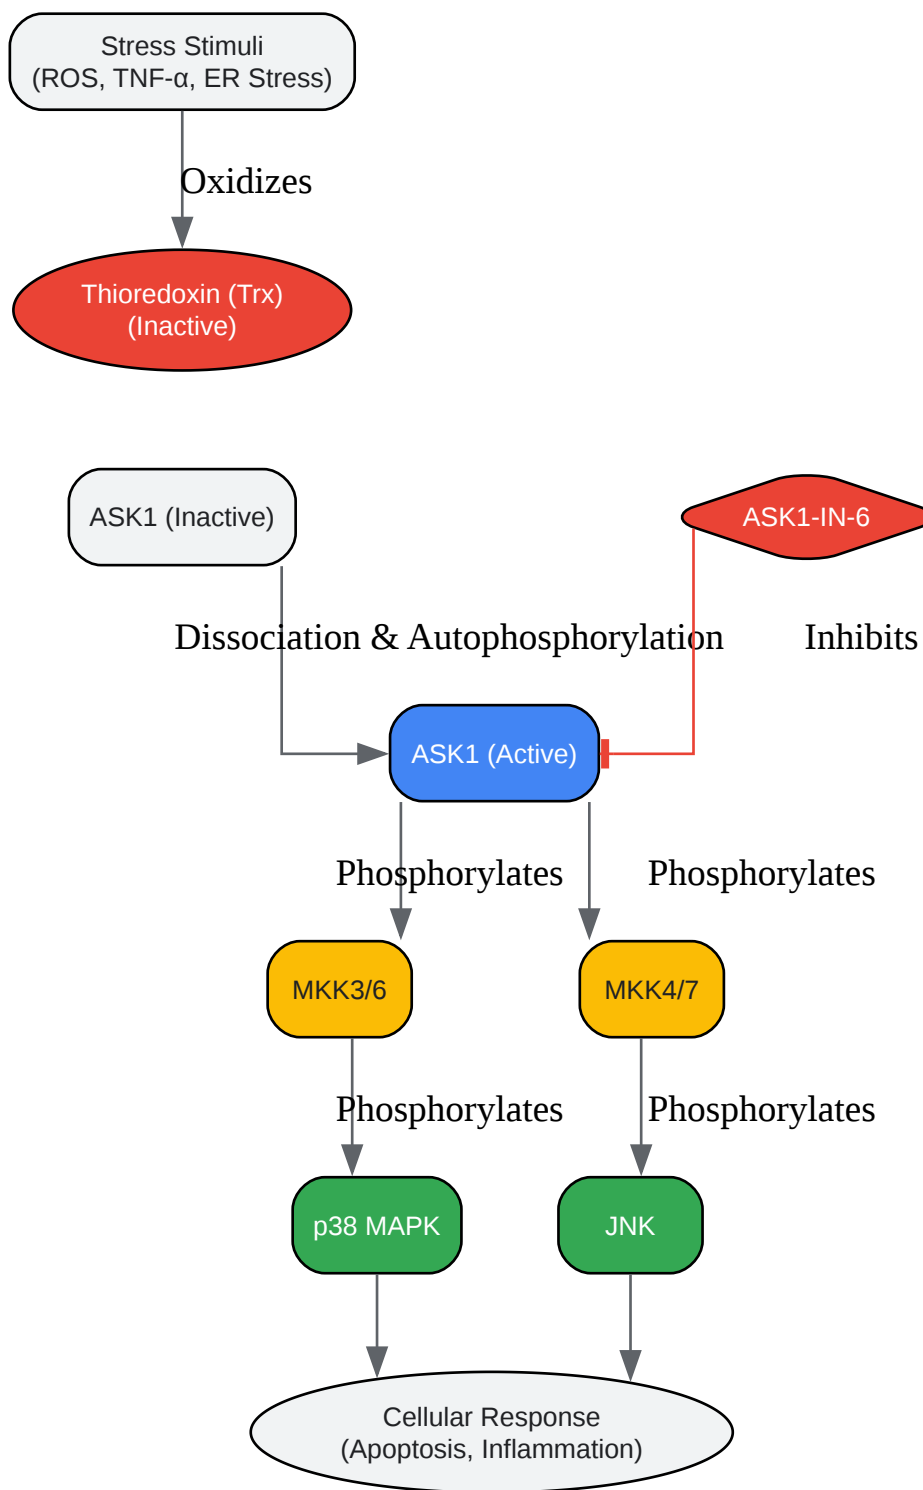 Stress Stimuli
(ROS, TNF-α, ER Stress)
Oxidizes
Thioredoxin (Trx)
(Inactive)
ASK1 (Inactive)
ASK1-IN-6
Dissociation & Autophosphorylation
Inhibits
ASK1 (Active)
Phosphorylates
Phosphorylates
MKK3/6
MKK4/7
Phosphorylates
Phosphorylates
p38 MAPK
JNK
Cellular Response
(Apoptosis, Inflammation)